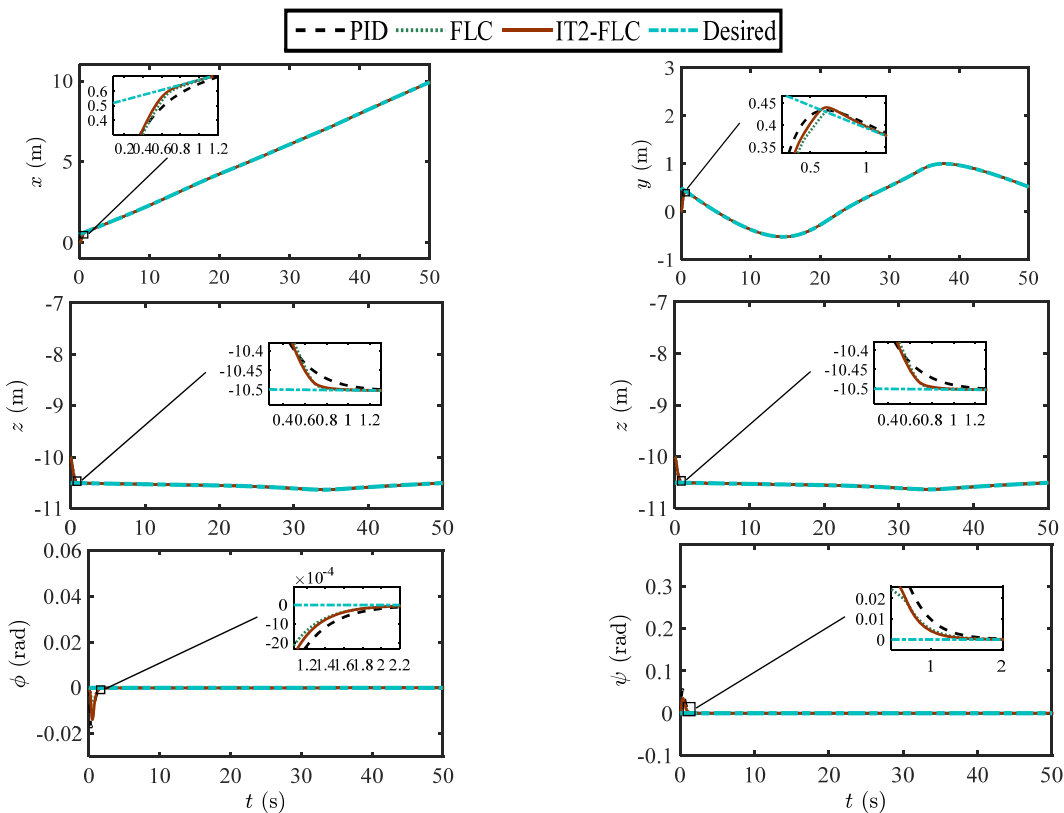 PID FLC IT2-FLC Desired
10
5
0
x (m)
0.6
0.5
0.4
0.2 0.4 0.6 0.8 1 1.2
0 10 20 30 40 50
3
2
1
0
-1
y (m)
0.45
0.4
0.35
0.5 1
0 10 20 30 40 50
-7
-8
-9
-10
-11
z (m)
-10.4
-10.45
-10.5
0.4 0.6 0.8 1 1.2
0 10 20 30 40 50
-7
-8
-9
-10
-11
z (m)
-10.4
-10.45
-10.5
0.4 0.6 0.8 1 1.2
0 10 20 30 40 50
0.06
0.04
0.02
0
-0.02
ϕ (rad)
×10⁻⁴
0
-10
-20
1.2 1.4 1.6 1.8 2 2.2
0 10 20 30 40 50
t (s)
0.3
0.2
0.1
0
-0.1
ψ (rad)
0.02
0.01
0
1 2
0 10 20 30 40 50
t (s)